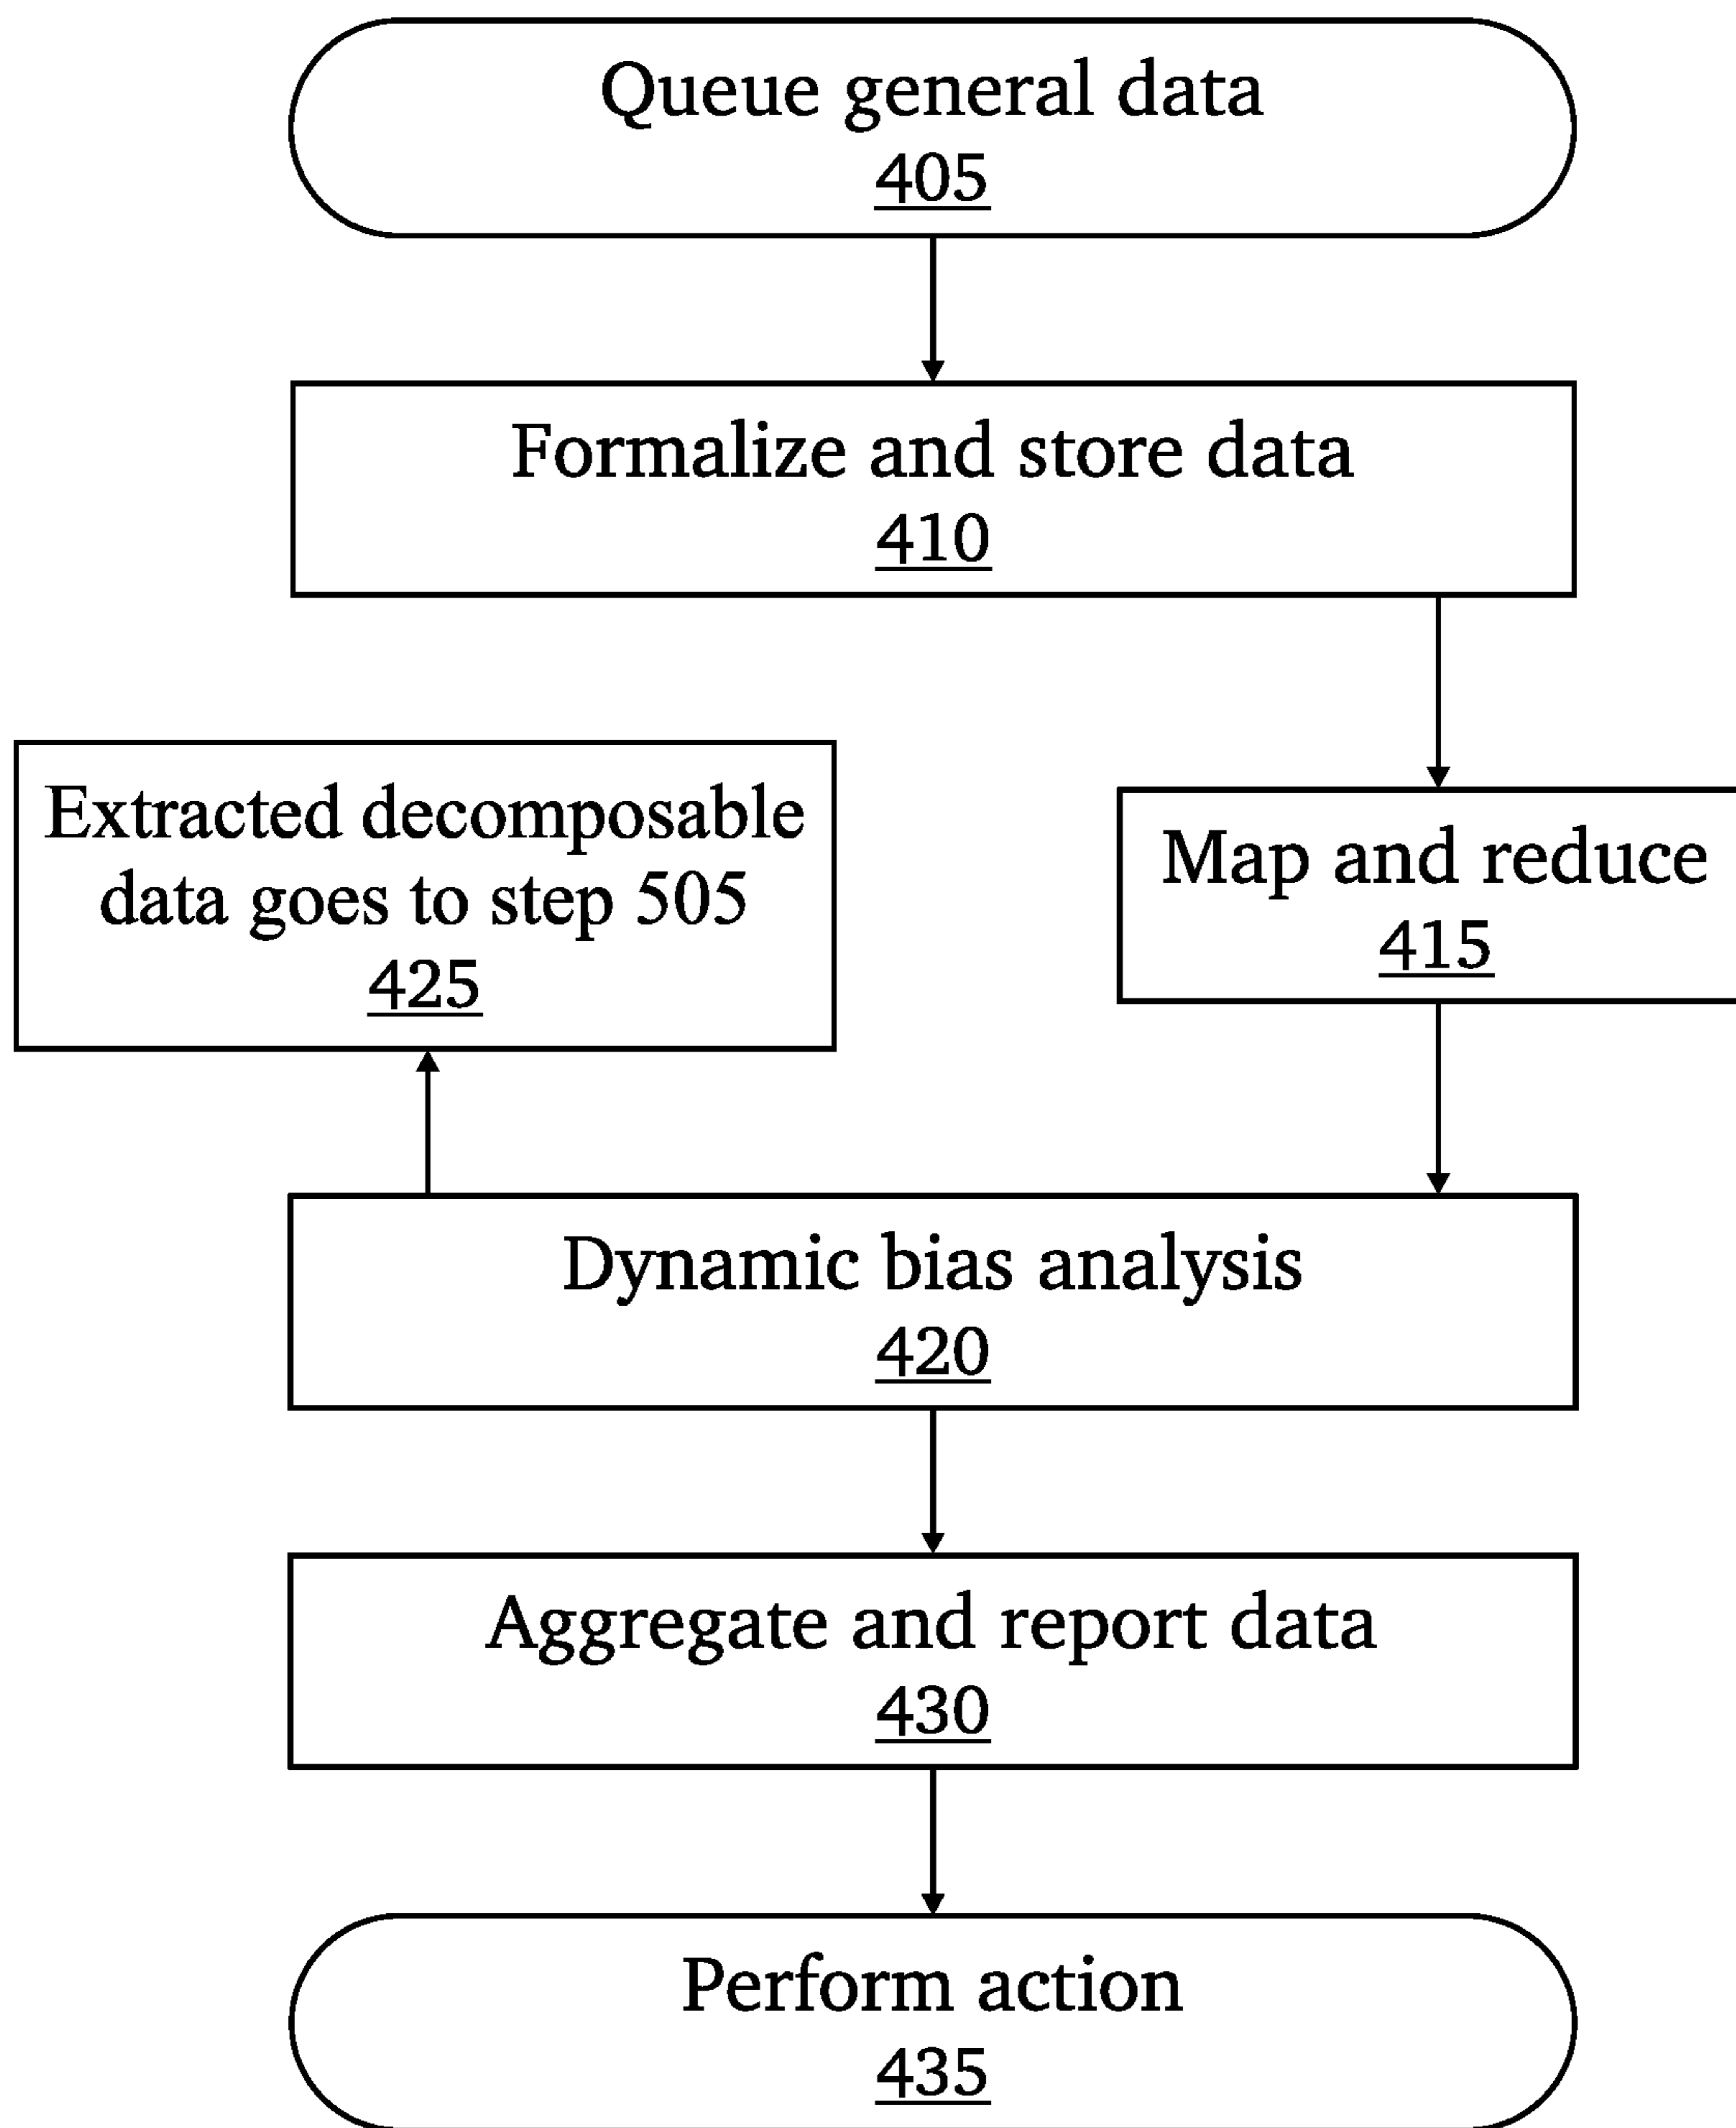 Queue general data
405
Formalize and store data
410
Extracted decomposable
data goes to step 505
425
Map and reduce
415
Dynamic bias analysis
420
Aggregate and report data
430
Perform action
435